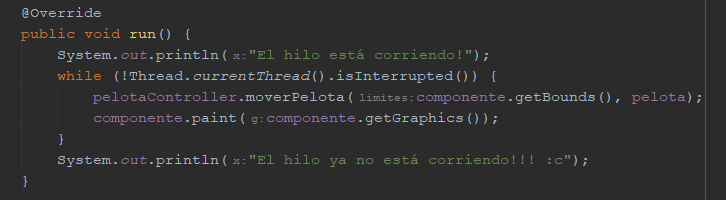 @Override
public void run() {
System.out.println( x: "El hilo está corriendo!");
while (!Thread.currentThread().isInterrupted()) {
pelotaController.moverPelota( limites: componente.getBounds(), pelota);
componente.paint( g: componente.getGraphics());
}
System.out.println( x: "El hilo ya no está corriendo!!! :c");
}